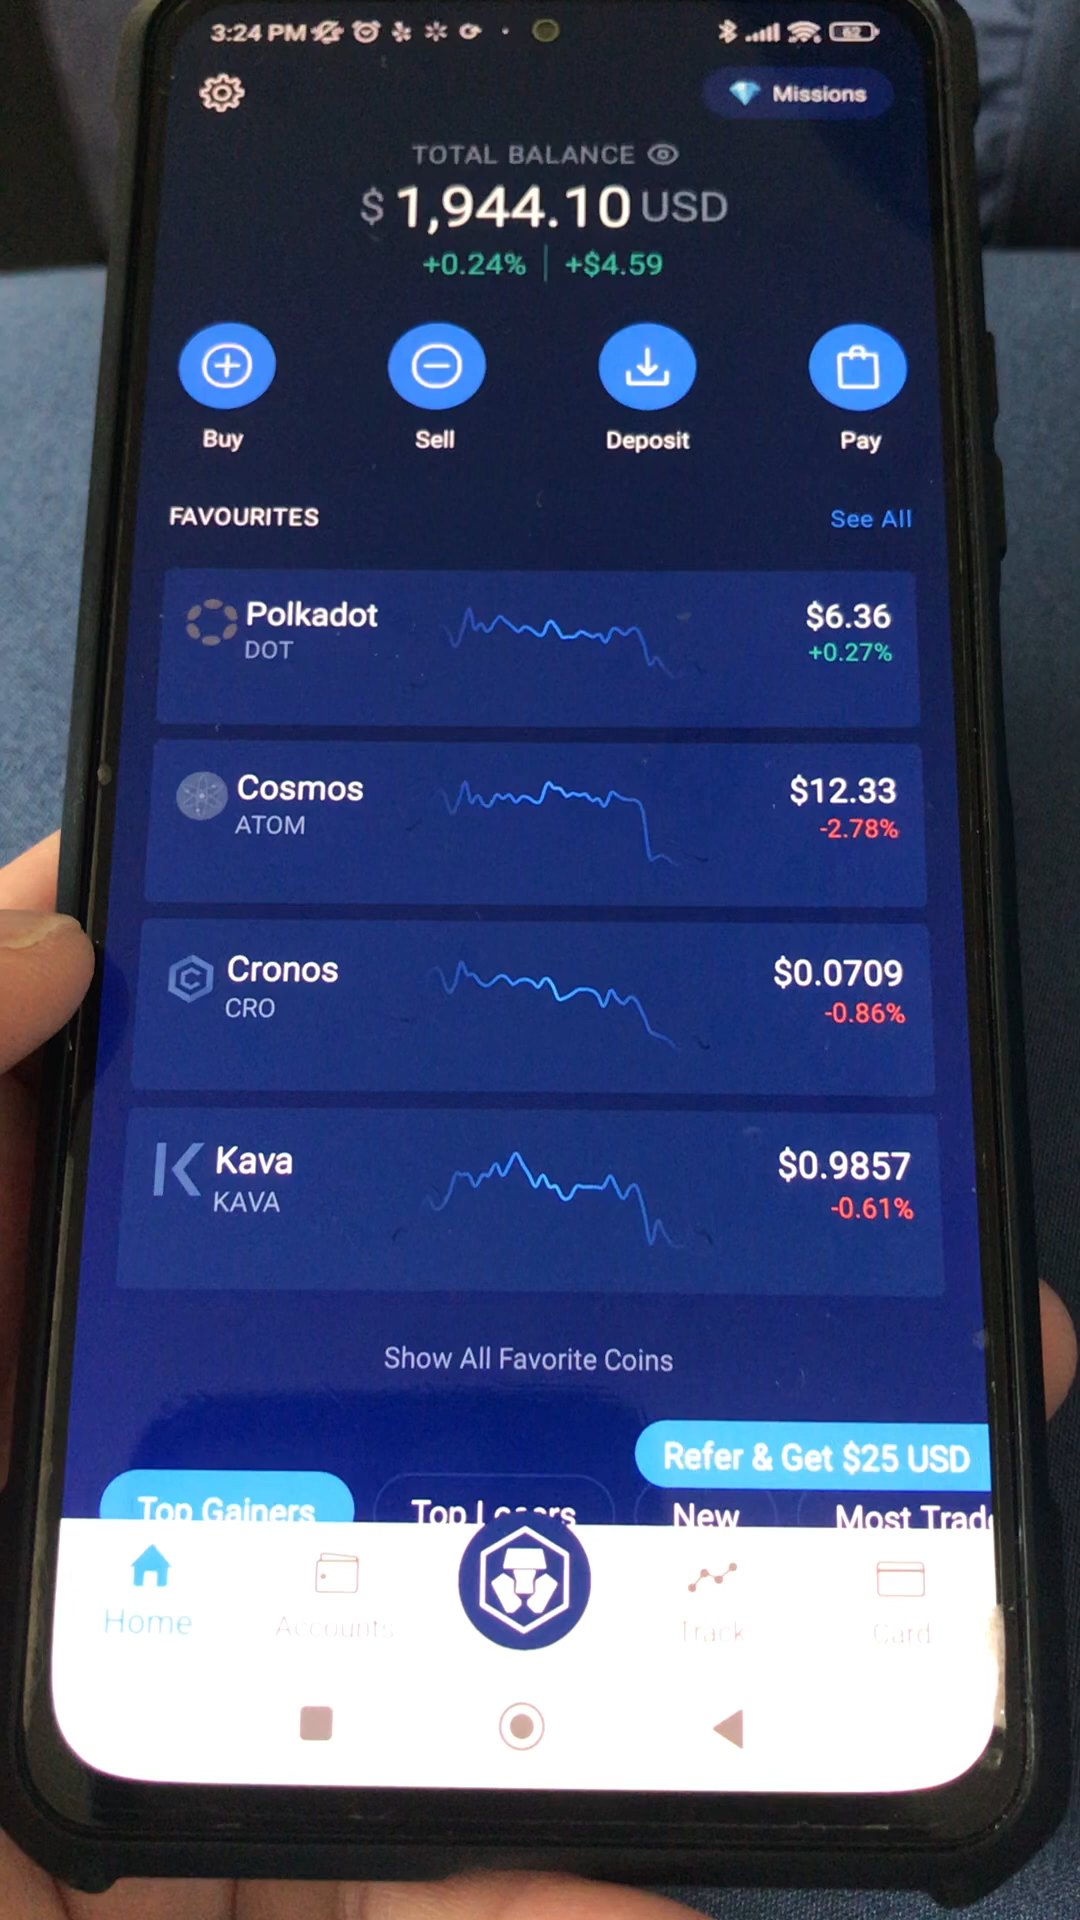 3:24 PM
62
Missions
TOTAL BALANCE
$ 1,944.10 USD
+0.24% | +$4.59
Buy Sell Deposit Pay
FAVOURITES See All
Polkadot $6.36
DOT +0.27%
Cosmos $12.33
ATOM -2.78%
Cronos $0.0709
CRO -0.86%
Kava $0.9857
KAVA -0.61%
Show All Favorite Coins
Refer & Get $25 USD
Top Gainers Top New Most
Home Accounts Track Card